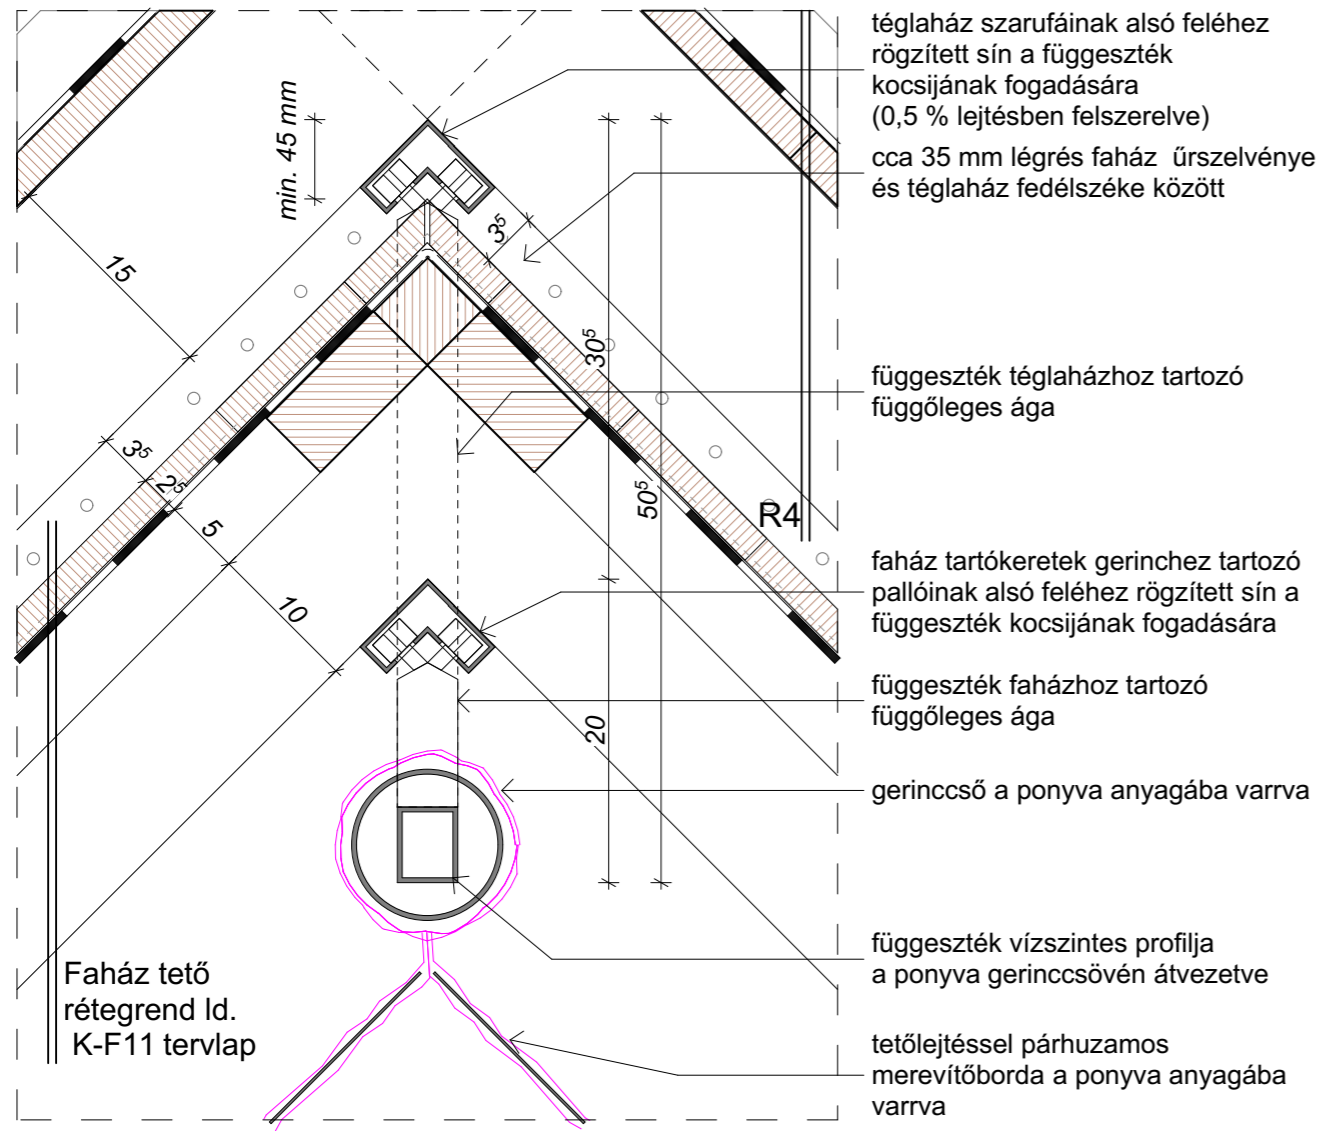 téglaház szarufáinak alsó feléhez
rögzített sín a függeszték
kocsijának fogadására
(0,5 % lejtésben felszerelve)
cca 35 mm légrés faház űrszelvénye
és téglaház fedélszéke között
függeszték téglaházhoz tartozó
függőleges ága
faház tartókeretek gerinchez tartozó
pallóinak alsó feléhez rögzített sín a
függeszték kocsijának fogadására
függeszték faházhoz tartozó
függőleges ága
gerinccső a ponyva anyagába varrva
függeszték vízszintes profilja
a ponyva gerinccsövén átvezetve
tetőlejtéssel párhuzamos
merevítőborda a ponyva anyagába
varrva
min. 45 mm
15
3⁵
30⁵
50⁵
R4
3⁵
2⁵
5
10
20
Faház tető
rétegrend ld.
K-F11 tervlap